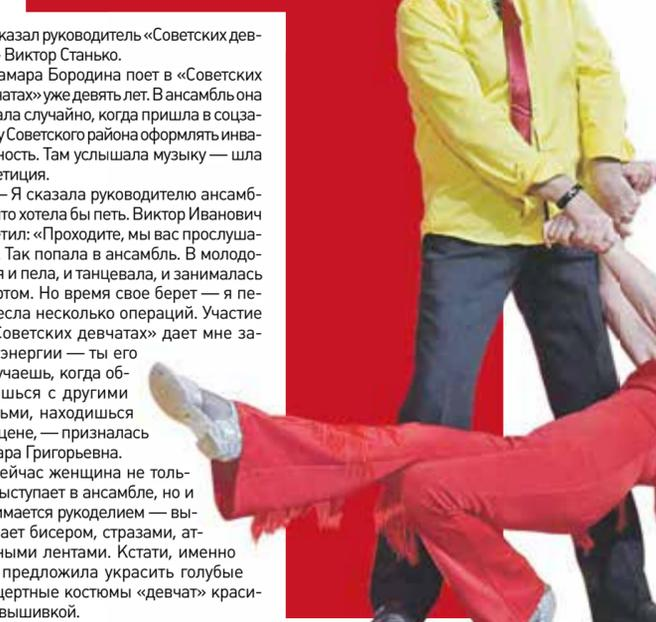 казал руководитель «Советских дев-
Виктор Станько.
амара Бородина поет в «Советских
чатах» уже девять лет. В ансамбль она
ала случайно, когда пришла в соцза-
у Советского района оформлять инва-
ность. Там услышала музыку — шла
етиция.
— Я сказала руководителю ансамб-
то хотела бы петь. Виктор Иванович
етил: «Проходите, мы вас прослуша-
Так попала в ансамбль. В молодо-
я и пела, и танцевала, и занималась
ртом. Но время свое берет — я пе-
есла несколько операций. Участие
Советских девчатах» дает мне за-
энергии — ты его
учаешь, когда об-
шься с другими
ьми, находишься
цене, — призналась
ара Григорьевна.
ейчас женщина не толь-
ыступает в ансамбле, но и
имается рукоделием — вы-
ает бисером, стразами, ат-
ными лентами. Кстати, именно
предложила украсить голубые
цертные костюмы «девчат» краси-
вышивкой.